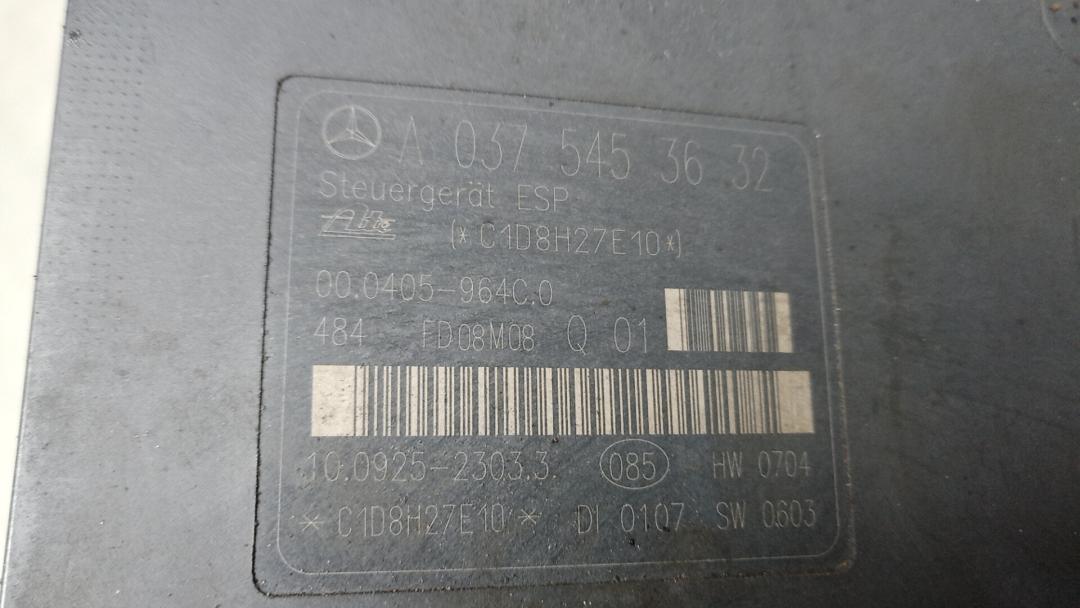 A 037 545 36 32
Steuergerät ESP
Ate (*C1D8H27E10*)
00.0405-964C.0
484 FD08M08 Q 01
10.0925-2303.3. 085 HW 0704
*C1D8H27E10* DI 0107 SW 0603